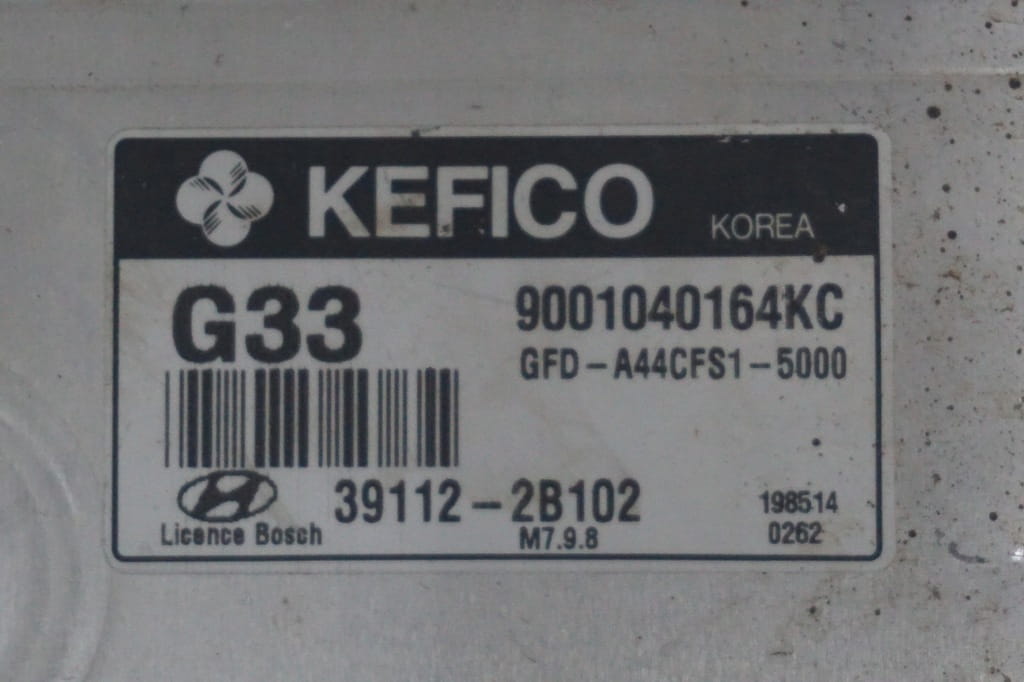 KEFICO KOREA
G33 9001040164KC
GFD-A44CFS1-5000
39112-2B102 198514
Licence Bosch M7.9.8 0262